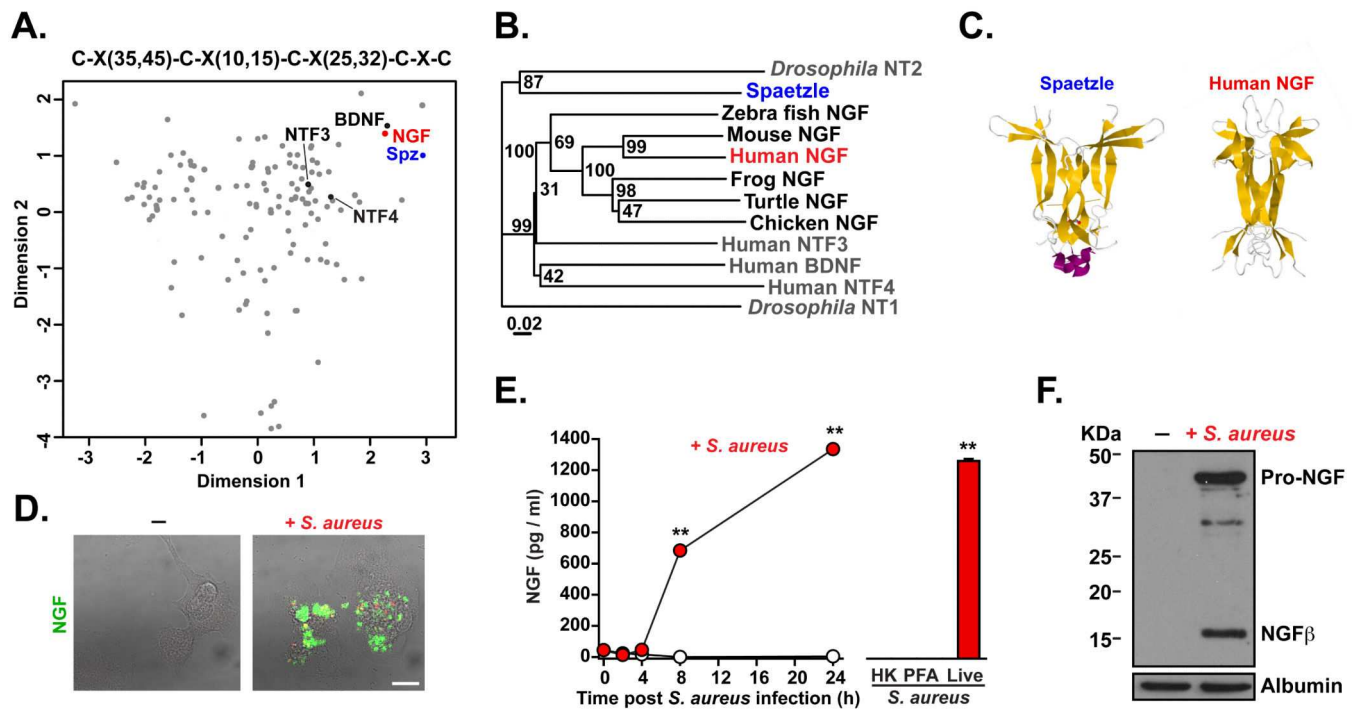 A.
C-X(35,45)-C-X(10,15)-C-X(25,32)-C-X-C
Dimension 2
2
1
0
-1
-2
-3
-4
BDNF
NTF3
NGF
Spz
NTF4
-3
-2
-1
0
1
2
3
Dimension 1
B.
Drosophila NT2
87
Spaetzle
Zebra fish NGF
69
Mouse NGF
100
99
Human NGF
100
Frog NGF
31
98
Turtle NGF
47
Chicken NGF
99
Human NTF3
Human BDNF
42
Human NTF4
Drosophila NT1
0.02
C.
Spaetzle
Human NGF
D.
–
+ S. aureus
NGF
E.
+ S. aureus
NGF (pg / ml)
1400
1200
1000
800
600
400
200
0
**
**
**
0
4
8
12
16
20
24
Time post S. aureus infection (h)
HK PFA Live
S. aureus
F.
KDa
–
+ S. aureus
50
37
25
20
15
Pro-NGF
NGFβ
Albumin